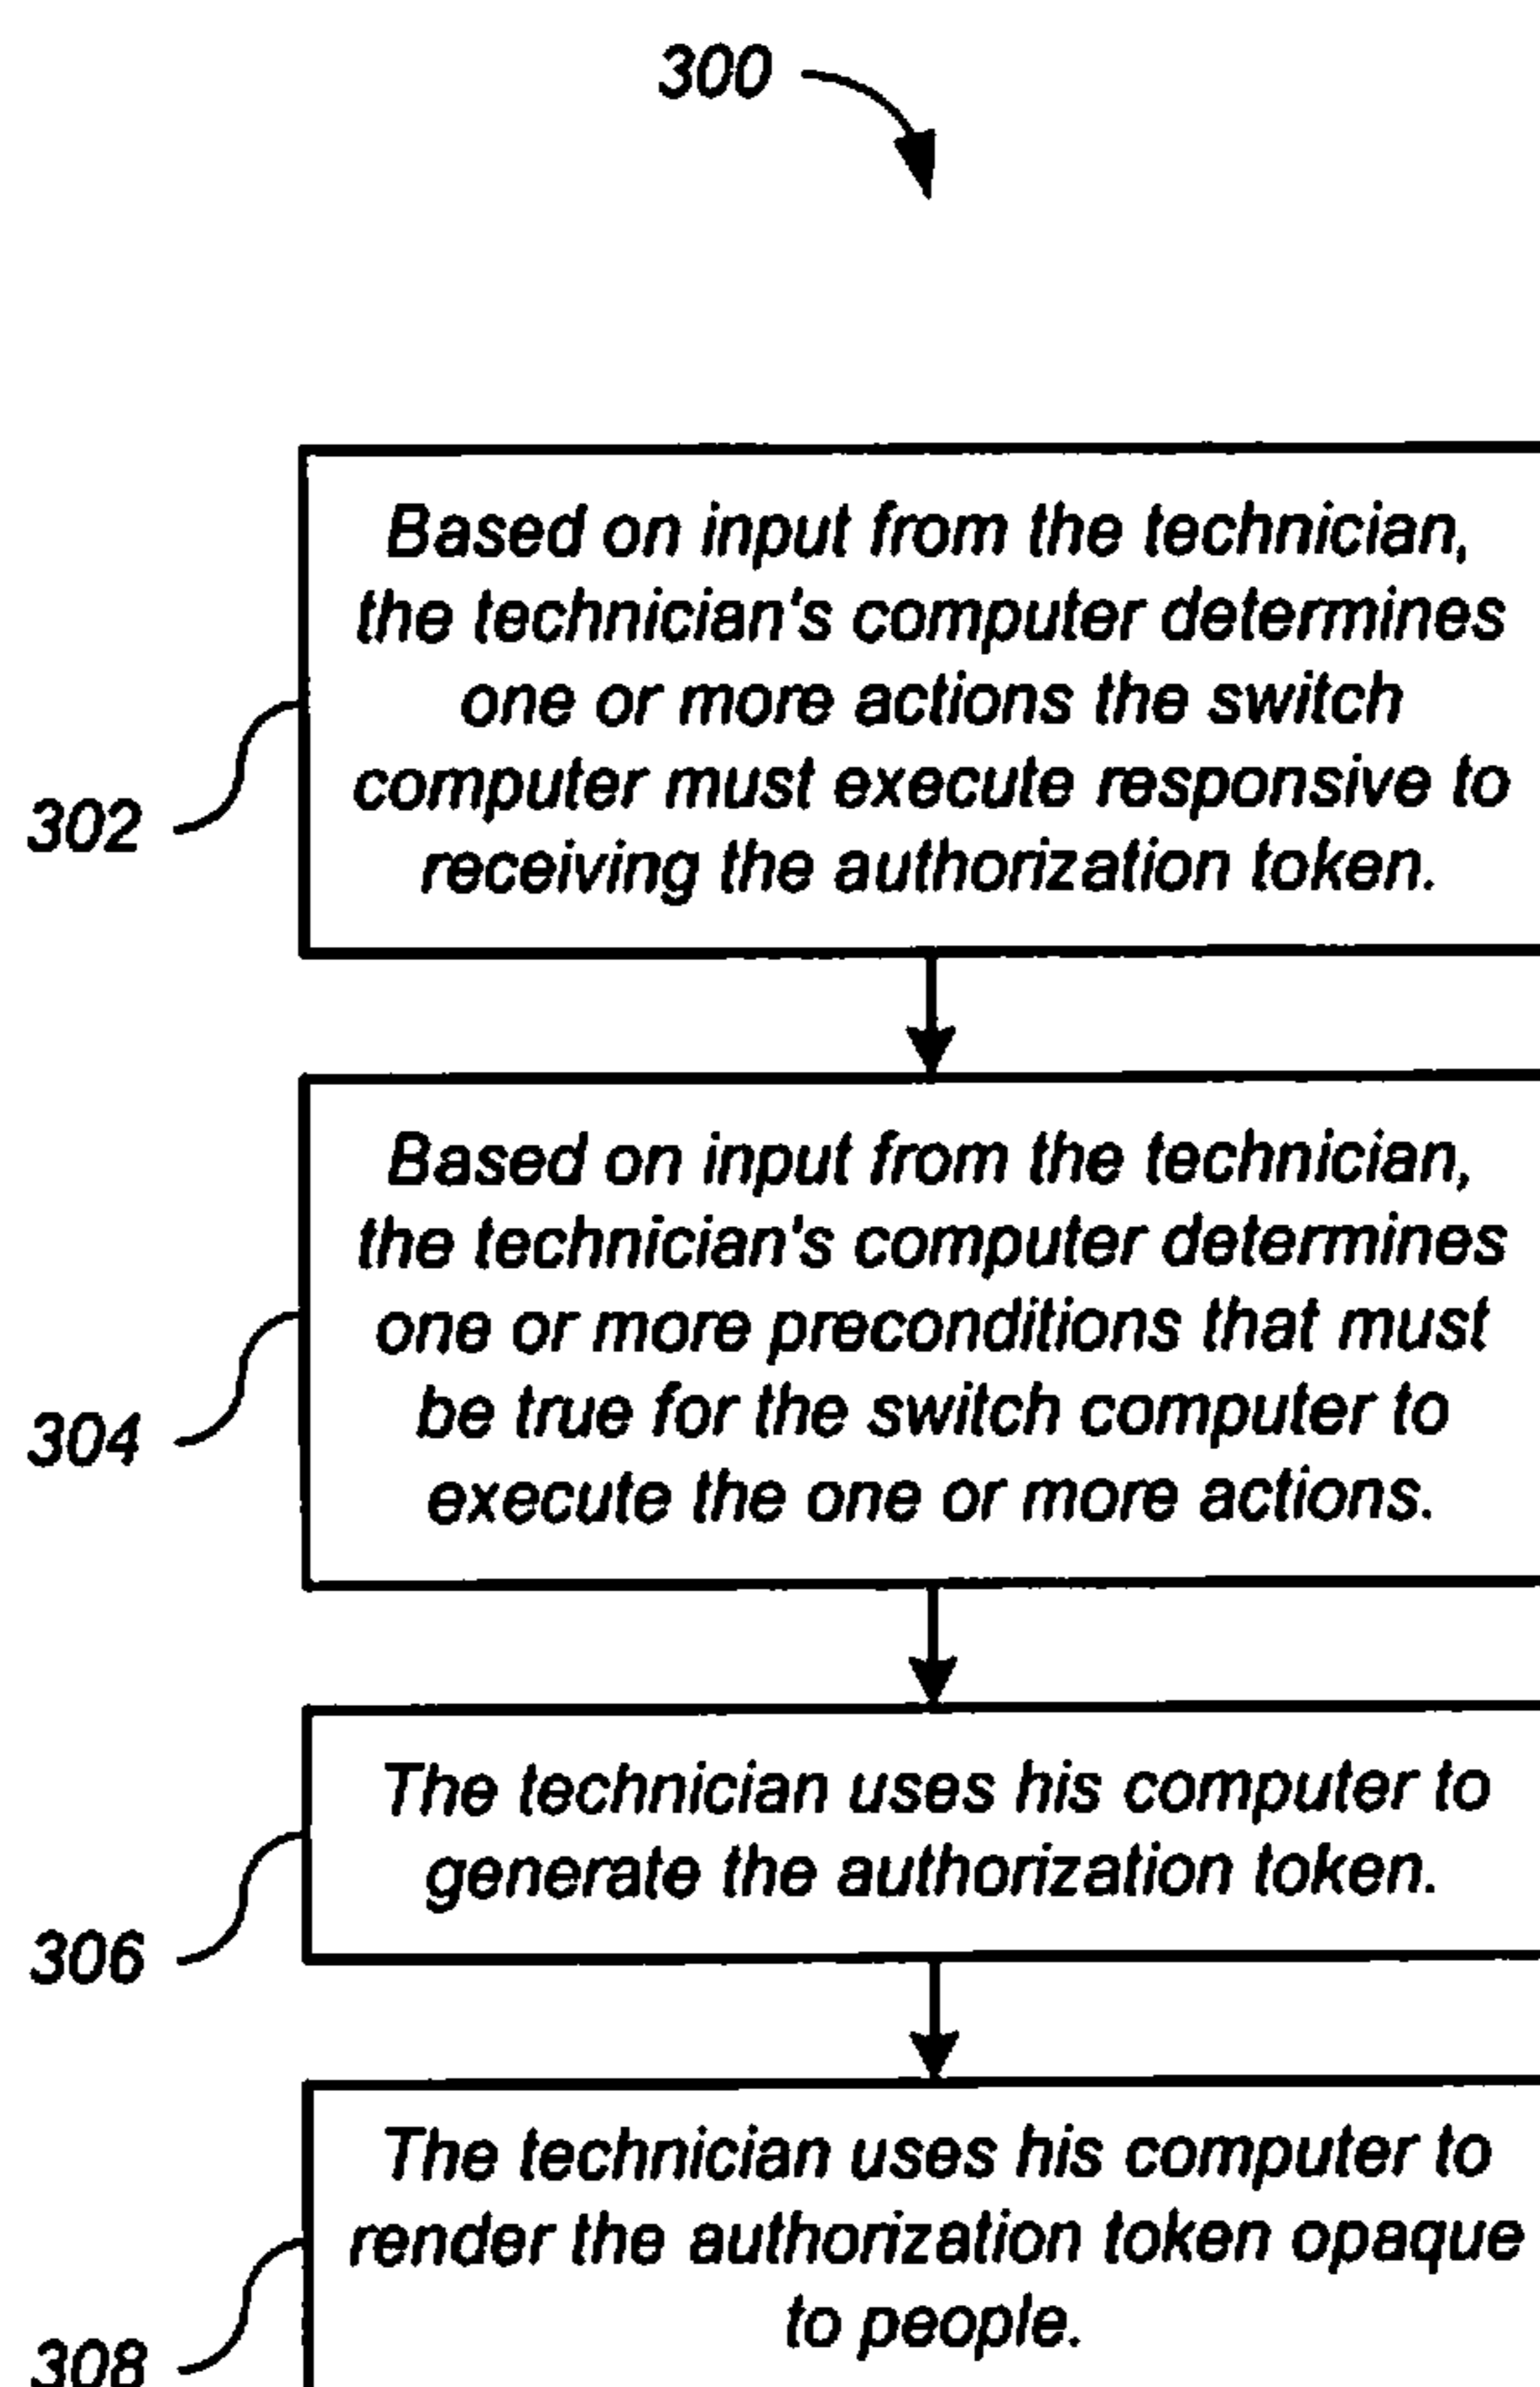 300
Based on input from the technician,
the technician's computer determines
one or more actions the switch
computer must execute responsive to
receiving the authorization token.
302
Based on input from the technician,
the technician's computer determines
one or more preconditions that must
be true for the switch computer to
execute the one or more actions.
304
The technician uses his computer to
generate the authorization token.
306
The technician uses his computer to
render the authorization token opaque
to people.
308